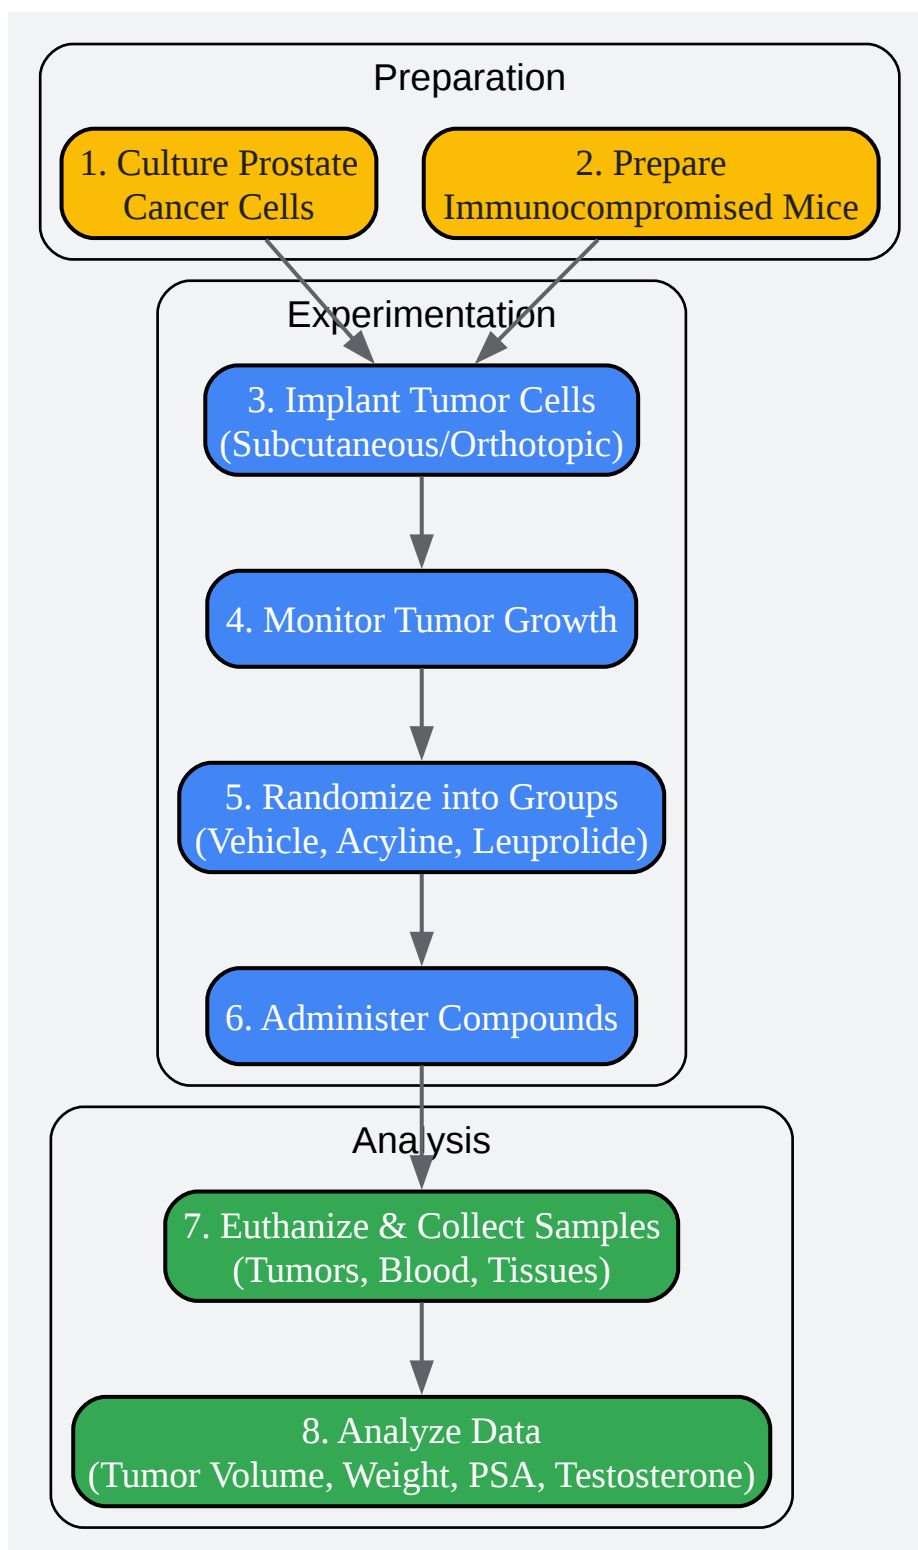 Preparation
1. Culture Prostate
Cancer Cells
2. Prepare
Immunocompromised Mice
Experimentation
3. Implant Tumor Cells
(Subcutaneous/Orthotopic)
4. Monitor Tumor Growth
5. Randomize into Groups
(Vehicle, Acyline, Leuprolide)
6. Administer Compounds
Analysis
7. Euthanize & Collect Samples
(Tumors, Blood, Tissues)
8. Analyze Data
(Tumor Volume, Weight, PSA, Testosterone)